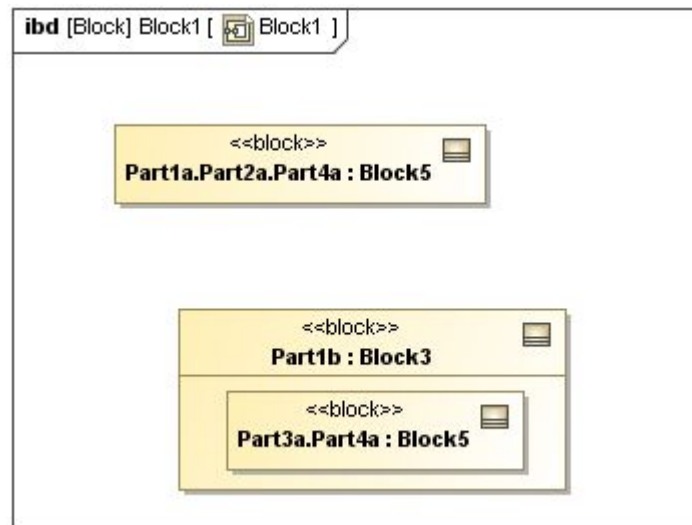 ibd [Block] Block1 [ Block1 ]
<<block>>
Part1a.Part2a.Part4a : Block5
<<block>>
Part1b : Block3
<<block>>
Part3a.Part4a : Block5